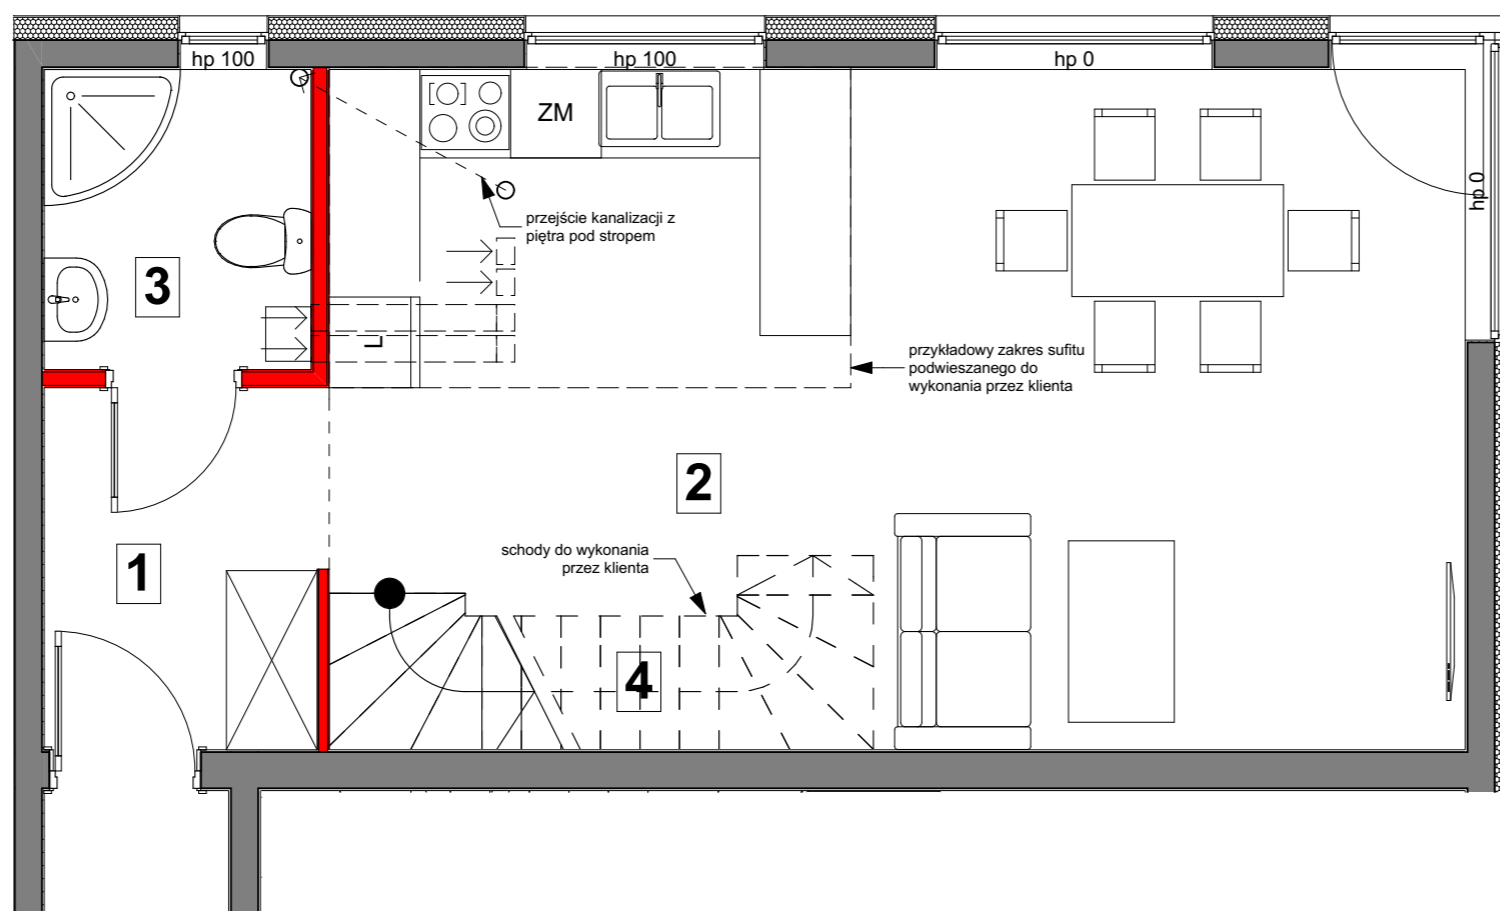 hp 100
hp 100
hp 0
hp 0
ZM
przejście kanalizacji z
piętra pod stropem
3
L
przykładowy zakres sufitu
podwieszanego do
wykonania przez klienta
2
schody do wykonania
przez klienta
1
4